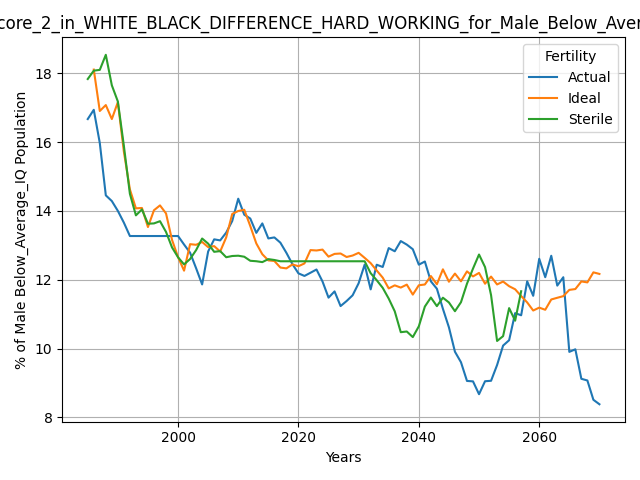 core_2_in_WHITE_BLACK_DIFFERENCE_HARD_WORKING_for_Male_Below_Aver
Fertility
Actual
Ideal
Sterile
% of Male Below_Average_IQ Population
18
16
14
12
10
8
2000 2020 2040 2060
Years